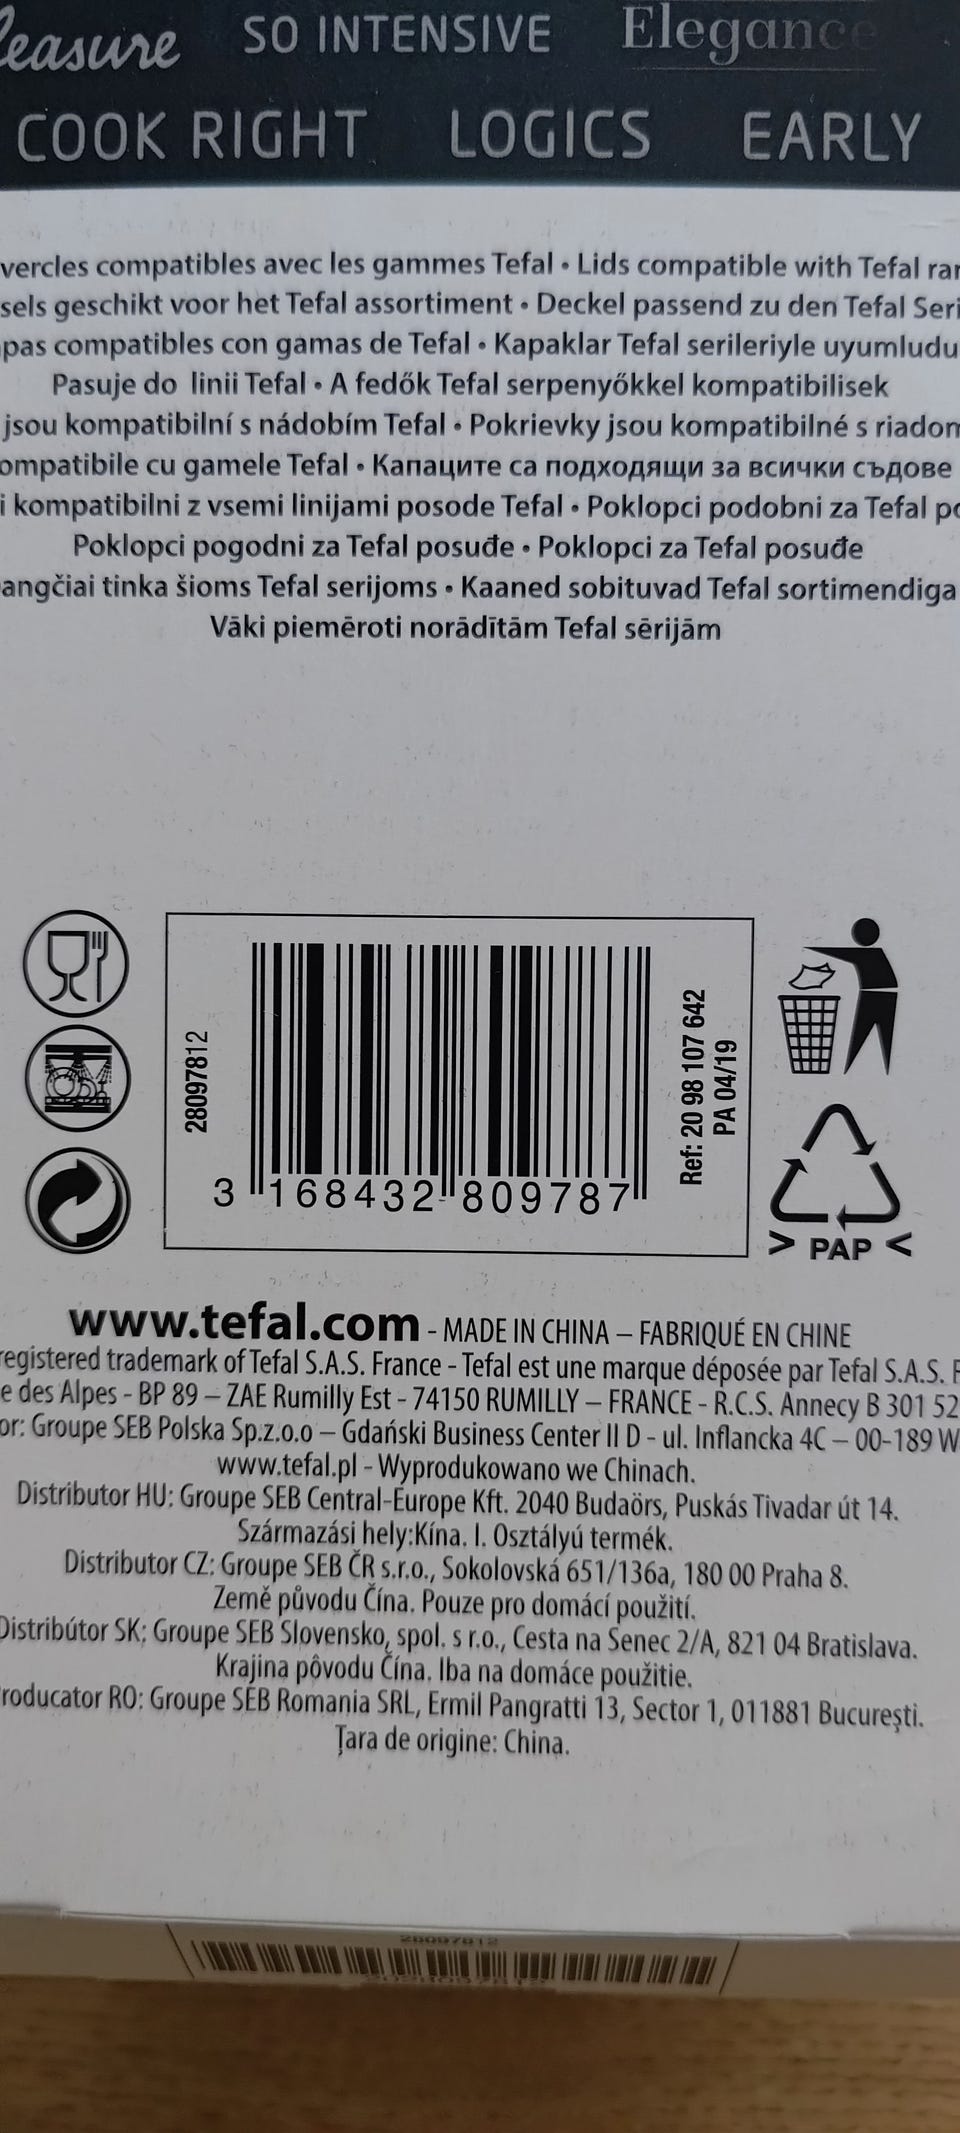 leasure SO INTENSIVE Elegance
COOK RIGHT LOGICS EARLY
vercles compatibles avec les gammes Tefal • Lids compatible with Tefal ran
sels geschikt voor het Tefal assortiment • Deckel passend zu den Tefal Seri
pas compatibles con gamas de Tefal • Kapaklar Tefal serileriyle uyumludu
Pasuje do linii Tefal • A fedők Tefal serpenyőkkel kompatibilisek
jsou kompatibilní s nádobím Tefal • Pokrievky jsou kompatibilné s riadom
ompatibile cu gamele Tefal • Капаците са подходящи за всички съдове
i kompatibilni z vsemi linijami posode Tefal • Poklopci podobni za Tefal po
Poklopci pogodni za Tefal posuđe • Poklopci za Tefal posuđe
angčiai tinka šioms Tefal serijoms • Kaaned sobituvad Tefal sortimendiga
Vāki piemēroti norādītām Tefal sērijām
28097812
3 168432 809787
Ref: 20 98 107 642
PA 04/19
> PAP <
www.tefal.com - MADE IN CHINA – FABRIQUÉ EN CHINE
registered trademark of Tefal S.A.S. France - Tefal est une marque déposée par Tefal S.A.S. F
e des Alpes - BP 89 – ZAE Rumilly Est - 74150 RUMILLY – FRANCE - R.C.S. Annecy B 301 52
or: Groupe SEB Polska Sp.z.o.o – Gdański Business Center II D - ul. Inflancka 4C – 00-189 W
www.tefal.pl - Wyprodukowano we Chinach.
Distributor HU: Groupe SEB Central-Europe Kft. 2040 Budaörs, Puskás Tivadar út 14.
Származási hely:Kína. I. Osztályú termék.
Distributor CZ: Groupe SEB ČR s.r.o., Sokolovská 651/136a, 180 00 Praha 8.
Země původu Čína. Pouze pro domácí použití.
Distribútor SK: Groupe SEB Slovensko, spol. s r.o., Cesta na Senec 2/A, 821 04 Bratislava.
Krajina pôvodu Čína. Iba na domáce použitie.
roducator RO: Groupe SEB Romania SRL, Ermil Pangratti 13, Sector 1, 011881 Bucureşti.
Ţara de origine: China.
28097812